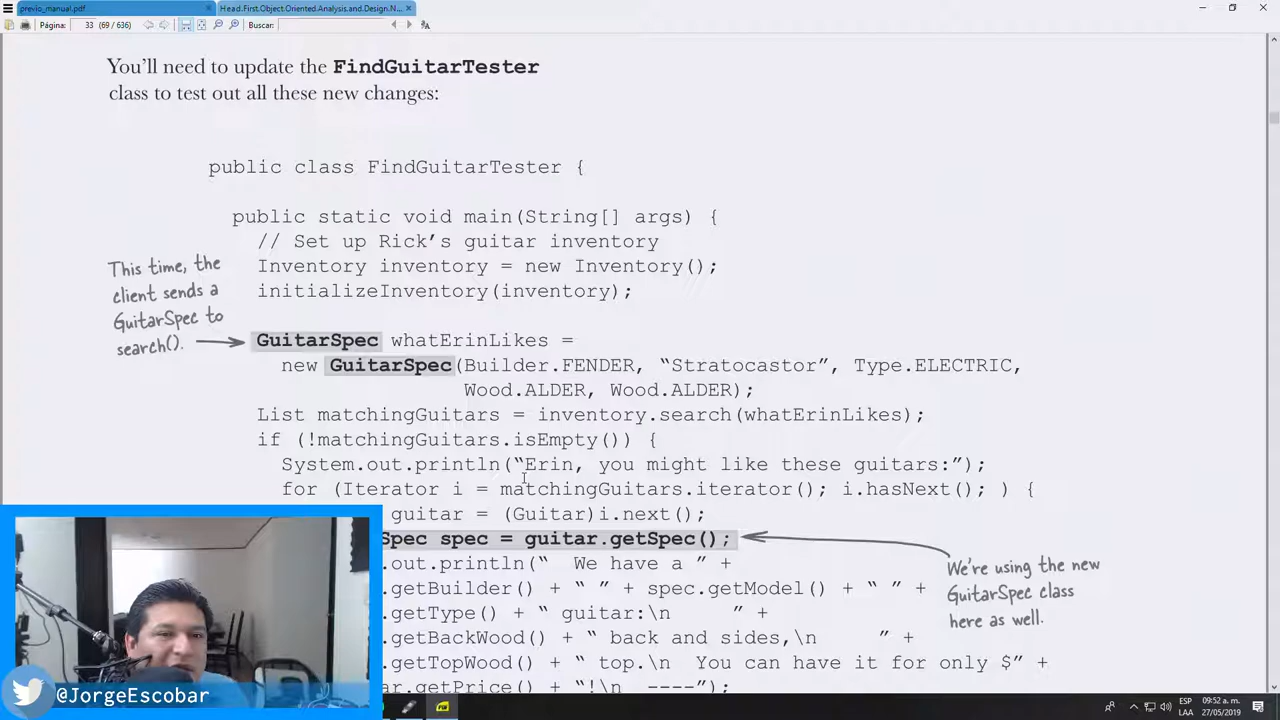 previo_manual.pdf
Head.First.Object.Oriented.Analysis.and.Design.N...
Página:
33 (69 / 636)
Buscar:
You'll need to update the FindGuitarTester
class to test out all these new changes:
public class FindGuitarTester {
public static void main(String[] args) {
// Set up Rick's guitar inventory
Inventory inventory = new Inventory();
initializeInventory(inventory);
This time, the
client sends a
GuitarSpec to
search().
GuitarSpec whatErinLikes =
new GuitarSpec(Builder.FENDER, “Stratocastor”, Type.ELECTRIC,
Wood.ALDER, Wood.ALDER);
List matchingGuitars = inventory.search(whatErinLikes);
if (!matchingGuitars.isEmpty()) {
System.out.println(“Erin, you might like these guitars:”);
for (Iterator i = matchingGuitars.iterator(); i.hasNext(); ) {
guitar = (Guitar)i.next();
Spec spec = guitar.getSpec();
.out.println(“ We have a ” +
.getBuilder() + “ ” + spec.getModel() + “ ” +
.getType() + “ guitar:\n ” +
.getBackWood() + “ back and sides,\n ” +
.getTopWood() + “ top.\n You can have it for only $” +
ar.getPrice() + “!\n ----”);
We're using the new
GuitarSpec class
here as well.
@JorgeEscobar
ESP
LAA
09:52 a. m.
27/05/2019